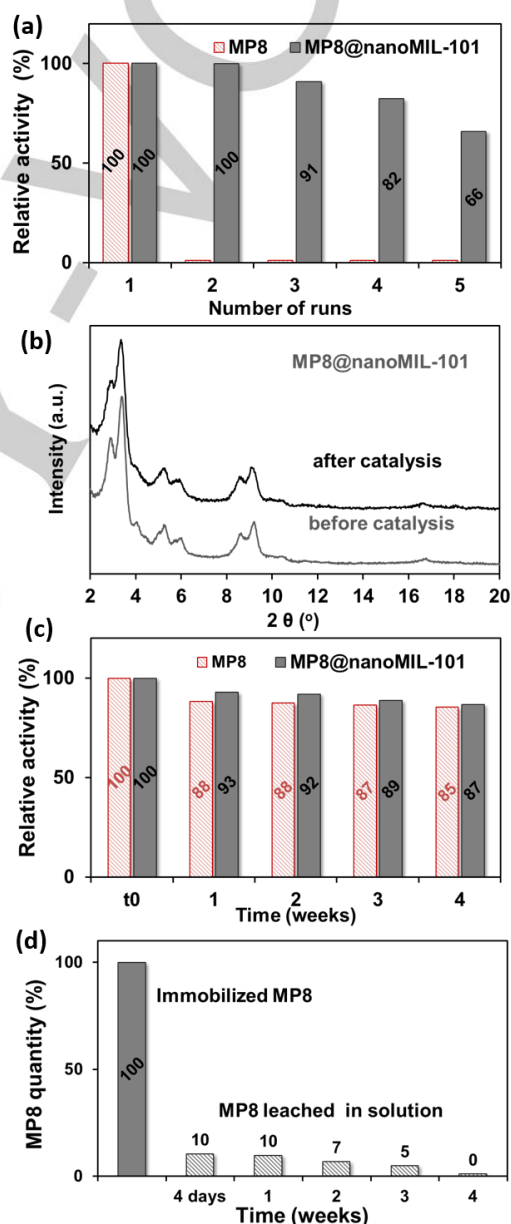 (a)
MP8 MP8@nanoMIL-101
Relative activity (%)
100
50
0
100 100 100 91 82 66
1 2 3 4 5
Number of runs
(b)
MP8@nanoMIL-101
Intensity (a.u.)
after catalysis
before catalysis
2 4 6 8 10 12 14 16 18 20
2 θ (o)
(c)
MP8 MP8@nanoMIL-101
Relative activity (%)
100
50
0
100 100 88 93 88 92 87 89 85 87
t0 1 2 3 4
Time (weeks)
(d)
MP8 quantity (%)
100
50
0
Immobilized MP8
100
MP8 leached in solution
10 10 7 5 0
4 days 1 2 3 4
Time (weeks)